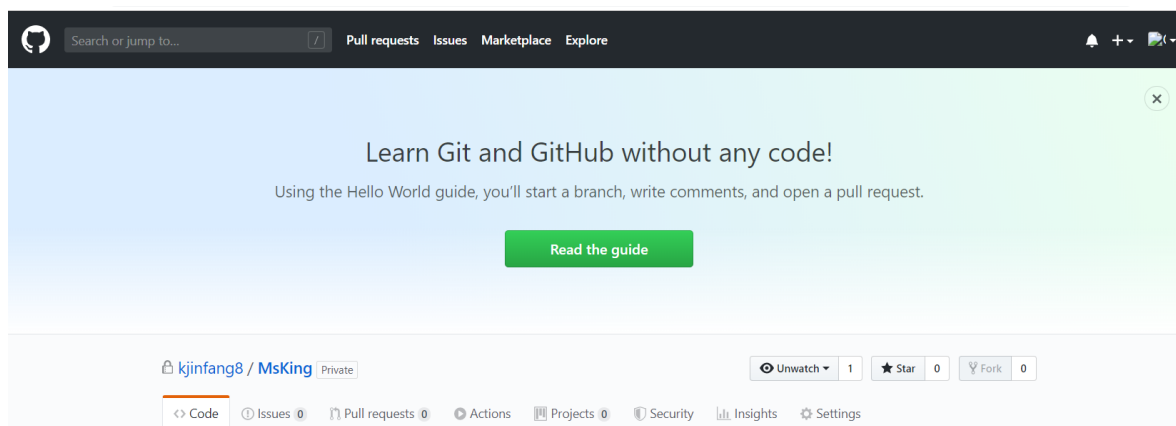 Search or jump to... / Pull requests Issues Marketplace Explore
Learn Git and GitHub without any code!
Using the Hello World guide, you’ll start a branch, write comments, and open a pull request.
Read the guide
kjinfang8 / MsKing Private Unwatch 1 Star 0 Fork 0
Code Issues 0 Pull requests 0 Actions Projects 0 Security Insights Settings